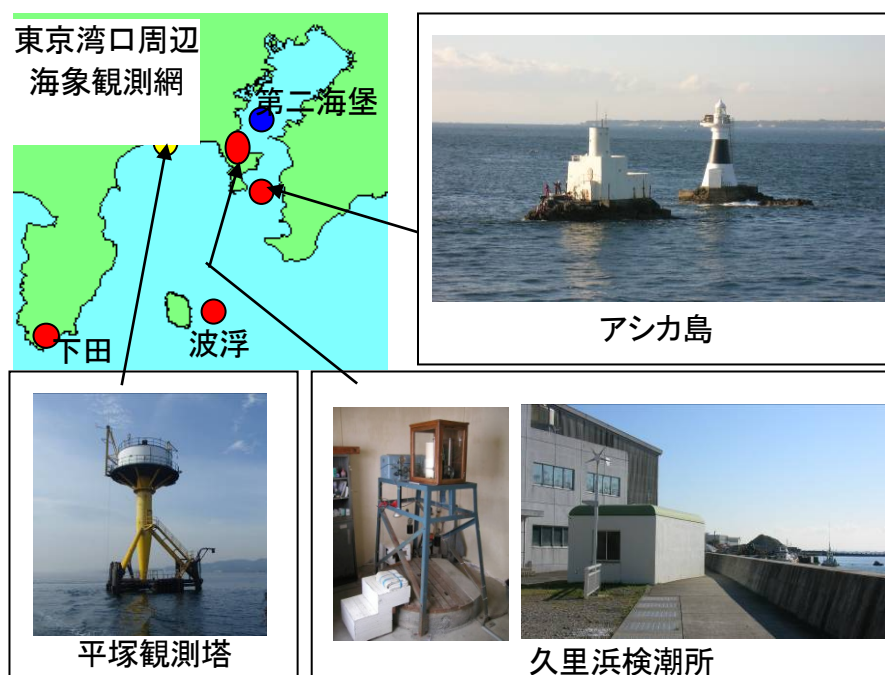 東京湾口周辺
海象観測網
第二海堡
アシカ島
下田
波浮
平塚観測塔
久里浜検潮所